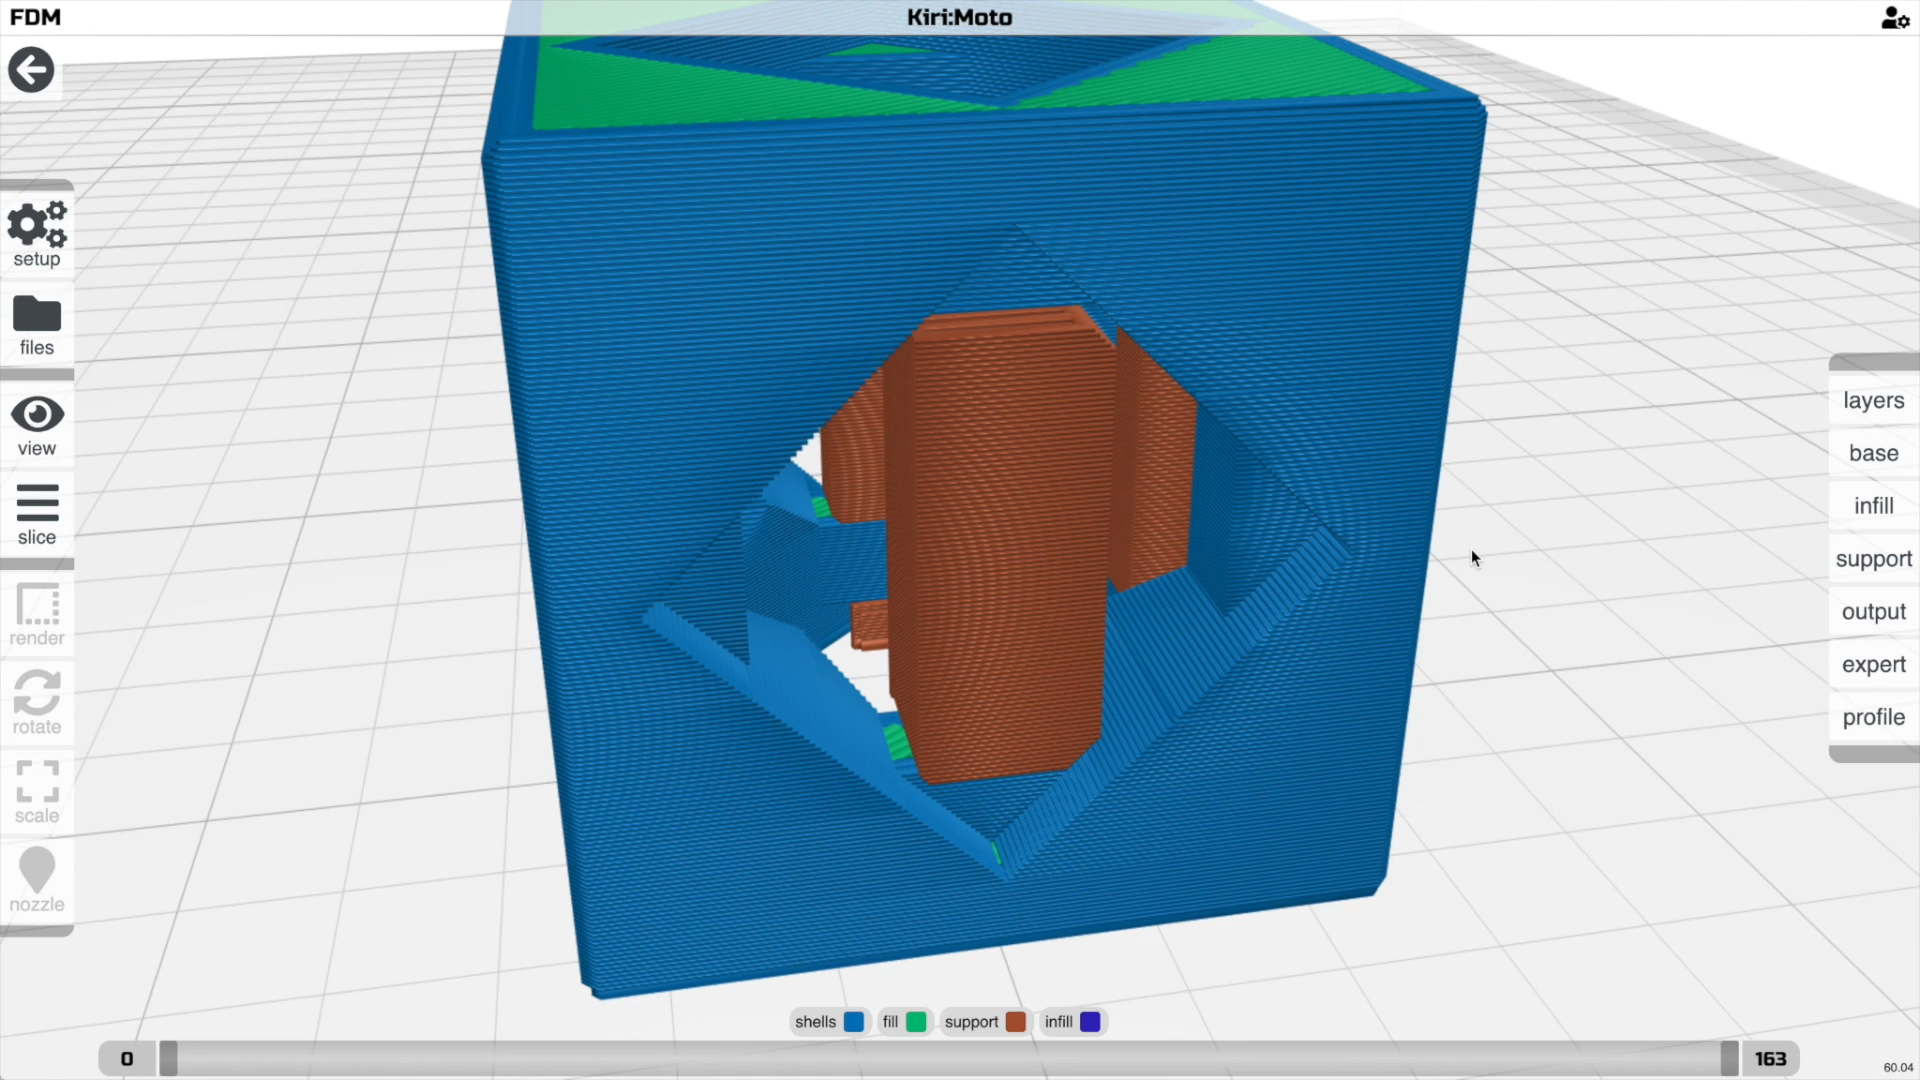 FDM
Kiri:Moto
setup
files
view
slice
render
rotate
scale
nozzle
layers
base
infill
support
output
expert
profile
shells
fill
support
infill
0
163
60.04